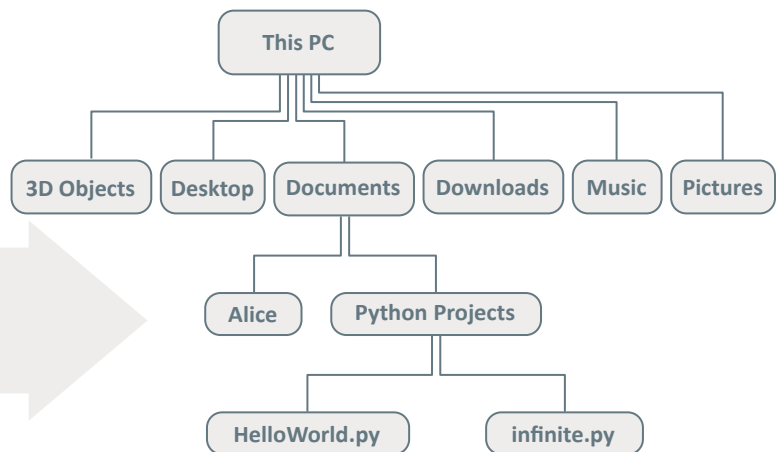 This PC
3D Objects
Desktop
Documents
Downloads
Music
Pictures
Alice
Python Projects
HelloWorld.py
infinite.py